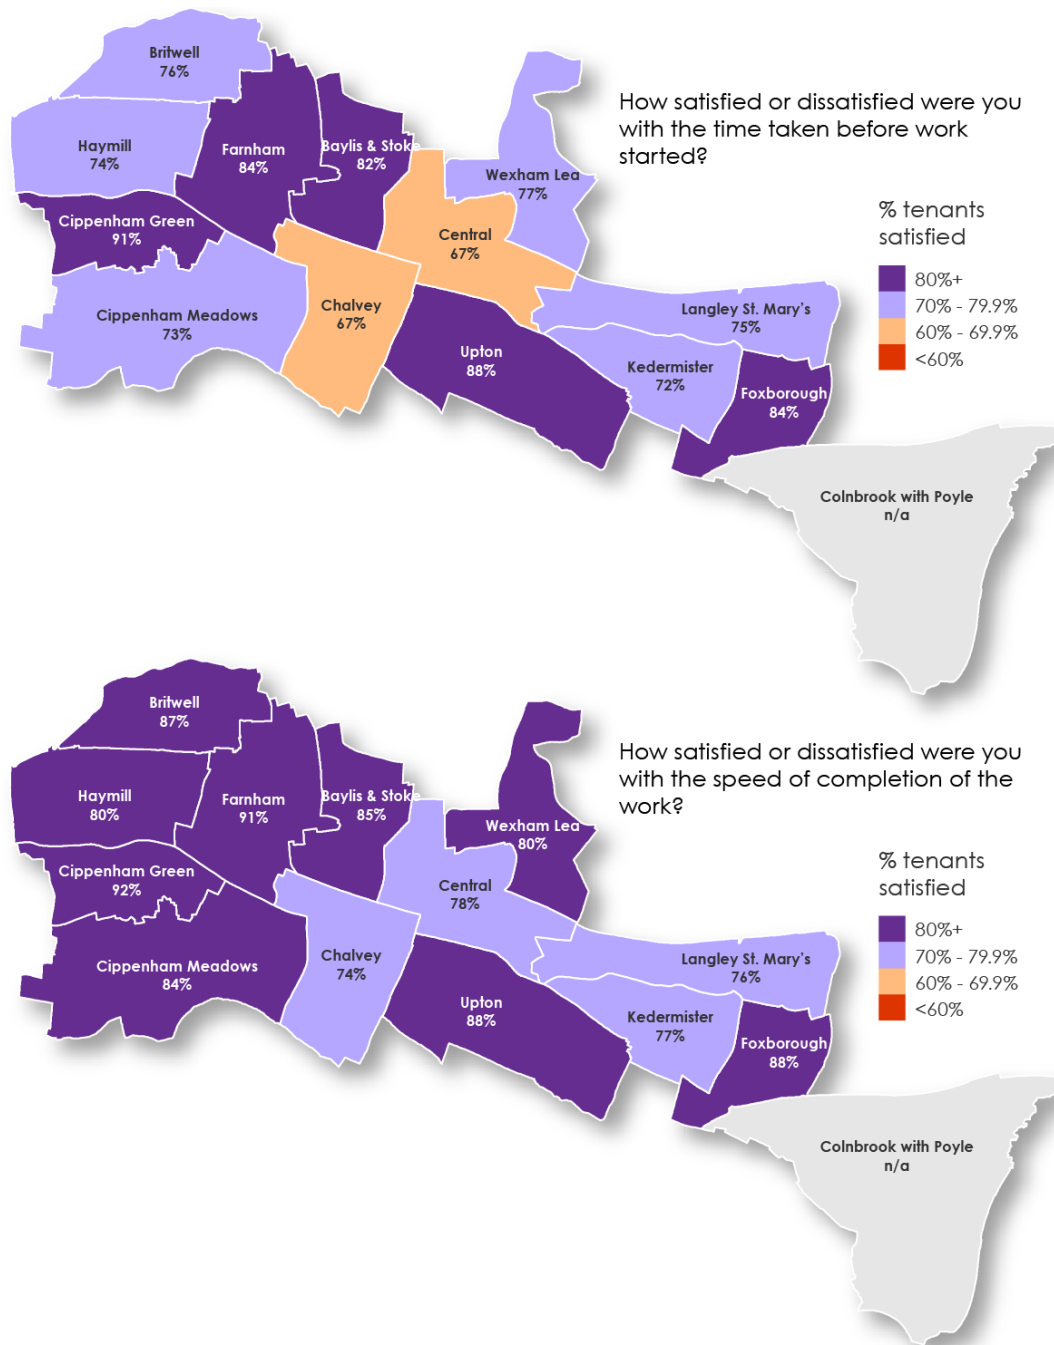 Britwell
76%
How satisfied or dissatisfied were you
with the time taken before work
started?
Haymill
74%
Farnham
84%
Baylis & Stoke
82%
Wexham Lea
77%
Cippenham Green
91%
Central
67%
% tenants
satisfied
80%+
70% - 79.9%
60% - 69.9%
<60%
Cippenham Meadows
73%
Chalvey
67%
Langley St. Mary's
75%
Upton
88%
Kedermister
72%
Foxborough
84%
Colnbrook with Poyle
n/a
Britwell
87%
How satisfied or dissatisfied were you
with the speed of completion of the
work?
Haymill
80%
Farnham
91%
Baylis & Stoke
85%
Wexham Lea
80%
Cippenham Green
92%
Central
78%
% tenants
satisfied
80%+
70% - 79.9%
60% - 69.9%
<60%
Cippenham Meadows
84%
Chalvey
74%
Langley St. Mary's
76%
Upton
88%
Kedermister
77%
Foxborough
88%
Colnbrook with Poyle
n/a